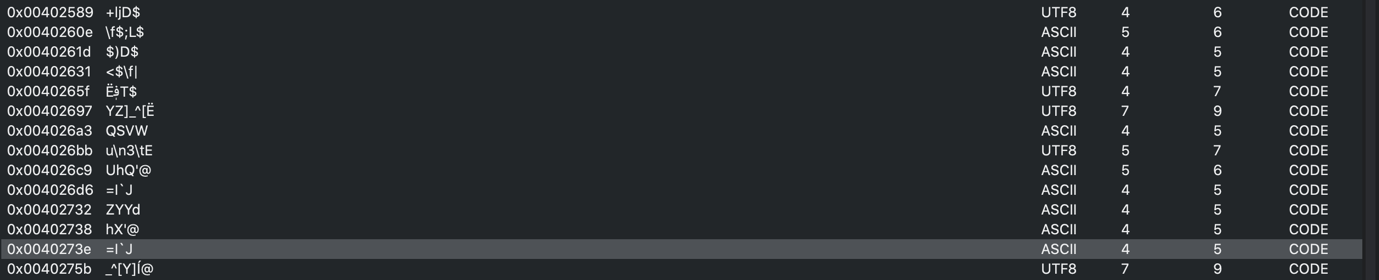 0x00402589 +ljD$ UTF8 4 6 CODE
0x0040260e \f$;L$ ASCII 5 6 CODE
0x0040261d $)D$ ASCII 4 5 CODE
0x00402631 <$\f| ASCII 4 5 CODE
0x0040265f T$ UTF8 4 7 CODE
0x00402697 YZ]_^[Ë UTF8 7 9 CODE
0x004026a3 QSVW ASCII 4 5 CODE
0x004026bb u\n3\tE UTF8 5 7 CODE
0x004026c9 UhQ'@ ASCII 5 6 CODE
0x004026d6 =l`J ASCII 4 5 CODE
0x00402732 ZYYd ASCII 4 5 CODE
0x00402738 hX'@ ASCII 4 5 CODE
0x0040273e =l`J ASCII 4 5 CODE
0x0040275b _^[Y]Í@ UTF8 7 9 CODE